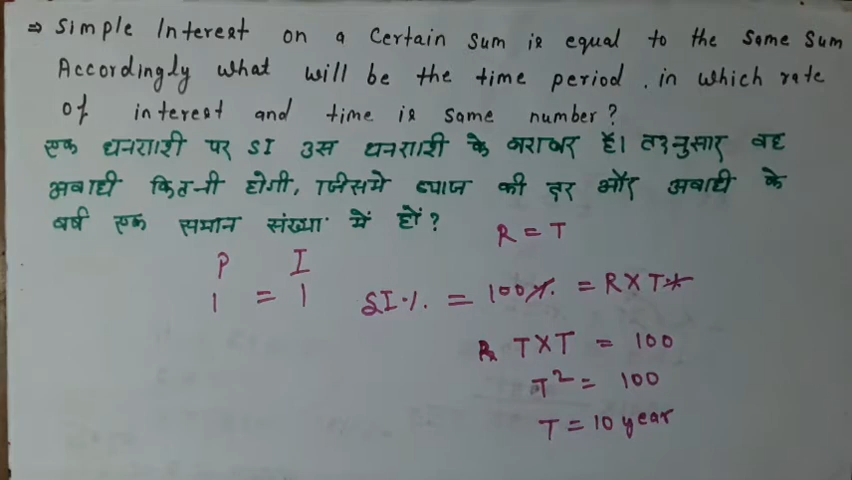 ⇒ Simple Interest on a Certain Sum is equal to the Same Sum
Accordingly what will be the time period . in which rate
of interest and time is Same number?
एक धनराशी पर SI उस धनराशी के बराबर हैं। तदनुसार वह
अवाधी कितनी होगी, जिसमे ब्याज की दर और अवाधी के
वर्ष एक समान संख्या में हों?
R = T
P I
1 = 1 SI % = 100% = R X T
T X T = 100
T² = 100
T = 10 year